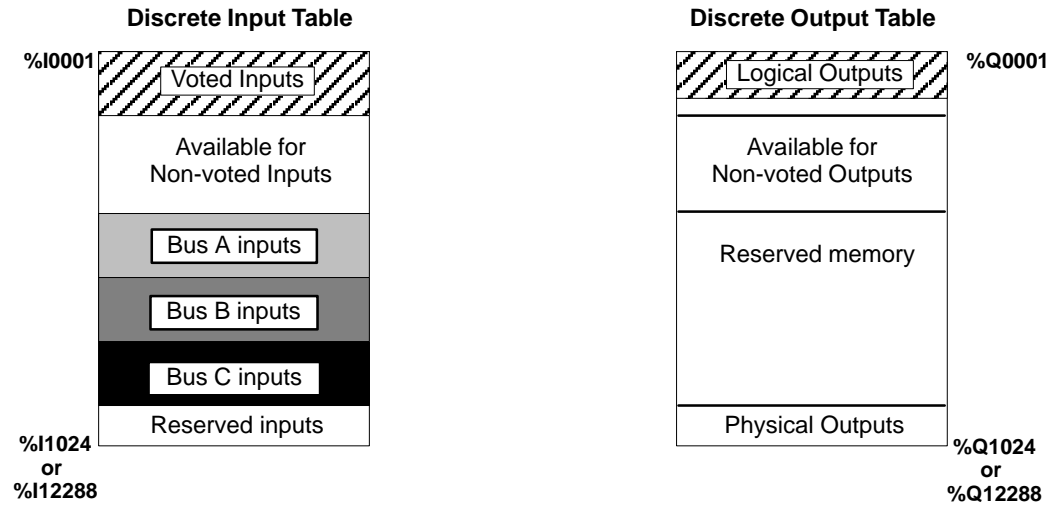 Discrete Input Table
%I0001
Voted Inputs
Available for
Non-voted Inputs
Bus A inputs
Bus B inputs
Bus C inputs
Reserved inputs
%I1024
or
%I12288
Discrete Output Table
%Q0001
Logical Outputs
Available for
Non-voted Outputs
Reserved memory
Physical Outputs
%Q1024
or
%Q12288